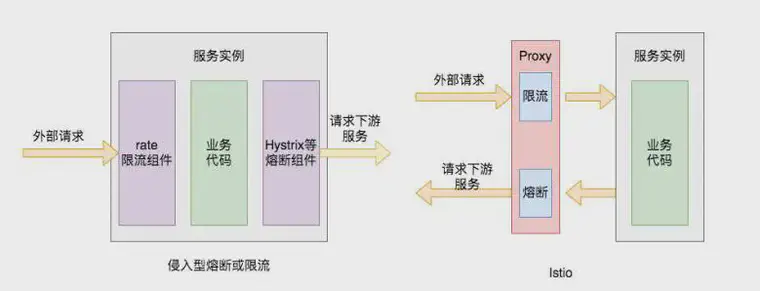 服务实例
外部请求
rate
限流组件
业务
代码
Hystrix等
熔断组件
请求下游
服务
侵入型熔断或限流
Proxy
服务实例
外部请求
限流
业务
代码
请求下游
服务
熔断
Istio